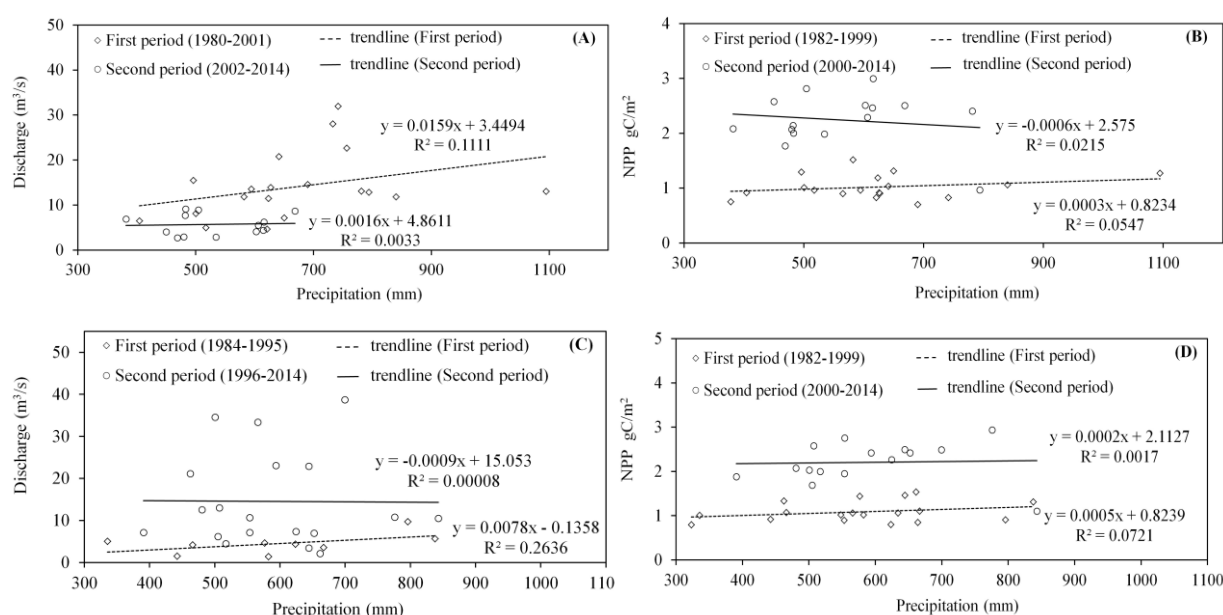 50
40
30
20
10
0
300 500 700 900 1100
Discharge (m³/s)
Precipitation (mm)
(A)
First period (1980-2001) trendline (First period)
Second period (2002-2014) trendline (Second period)
y = 0.0159x + 3.4494
R² = 0.1111
y = 0.0016x + 4.8611
R² = 0.0033
4
3
2
1
0
300 500 700 900 1100
NPP gC/m²
Precipitation (mm)
(B)
First period (1982-1999) trendline (First period)
Second period (2000-2014) trendline (Second period)
y = -0.0006x + 2.575
R² = 0.0215
y = 0.0003x + 0.8234
R² = 0.0547
50
40
30
20
10
0
300 400 500 600 700 800 900 1000 110
Discharge (m³/s)
Precipitation (mm)
(C)
First period (1984-1995) trendline (First period)
Second period (1996-2014) trendline (Second period)
y = -0.0009x + 15.053
R² = 0.00008
y = 0.0078x - 0.1358
R² = 0.2636
5
4
3
2
1
0
300 400 500 600 700 800 900 1000 1100
NPP gC/m²
Precipitation (mm)
(D)
First period (1982-1999) trendline (First period)
Second period (2000-2014) trendline (Second period)
y = 0.0002x + 2.1127
R² = 0.0017
y = 0.0005x + 0.8239
R² = 0.0721